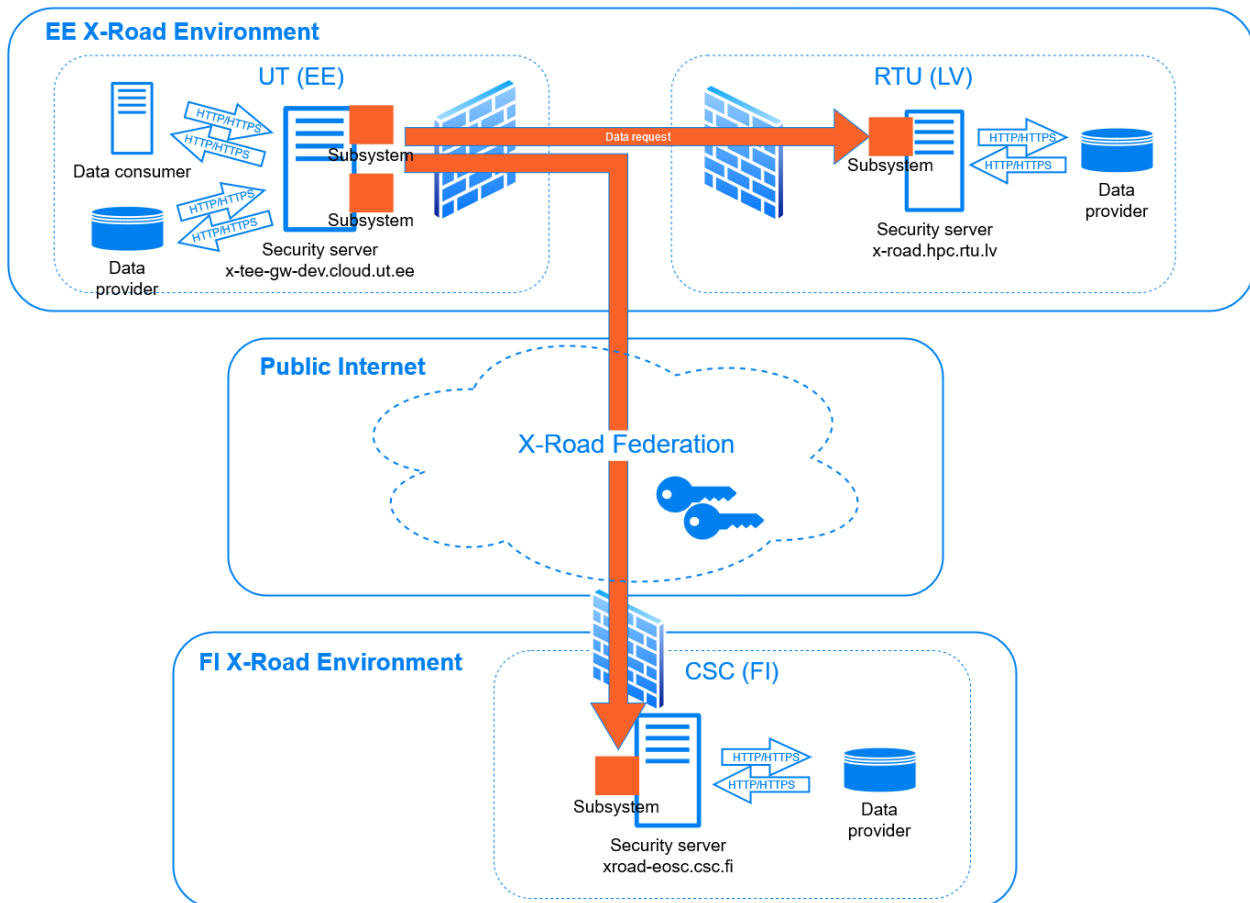 EE X-Road Environment
UT (EE)
HTTP/HTTPS
HTTP/HTTPS
Data consumer
HTTP/HTTPS
HTTP/HTTPS
Data
provider
Subsystem
Subsystem
Security server
x-tee-gw-dev.cloud.ut.ee
Data request
RTU (LV)
Subsystem
Security server
x-road.hpc.rtu.lv
HTTP/HTTPS
HTTP/HTTPS
Data
provider
Public Internet
X-Road Federation
FI X-Road Environment
CSC (FI)
Subsystem
Security server
xroad-eosc.csc.fi
HTTP/HTTPS
HTTP/HTTPS
Data
provider